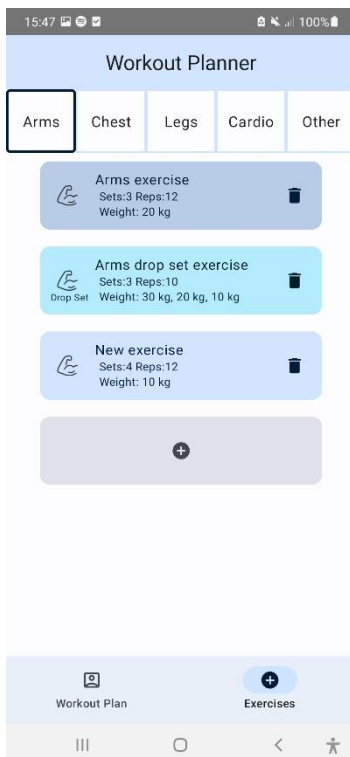 15:47 100%
Workout Planner
Arms Chest Legs Cardio Other
Arms exercise
Sets:3 Reps:12
Weight: 20 kg
Arms drop set exercise
Sets:3 Reps:10
Drop Set Weight: 30 kg, 20 kg, 10 kg
New exercise
Sets:4 Reps:12
Weight: 10 kg
Workout Plan Exercises